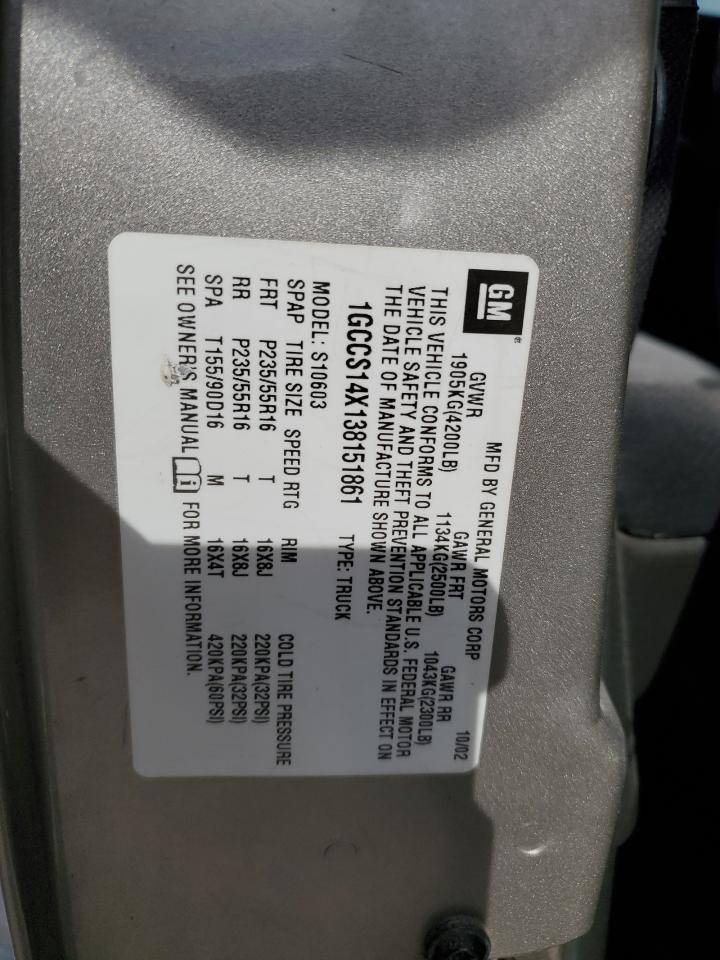 GM
MFD BY GENERAL MOTORS CORP 10/02
GVWR GAWR FRT GAWR RR
1905KG(4200LB) 1134KG(2500LB) 1043KG(2300LB)
THIS VEHICLE CONFORMS TO ALL APPLICABLE U.S. FEDERAL MOTOR
VEHICLE SAFETY AND THEFT PREVENTION STANDARDS IN EFFECT ON
THE DATE OF MANUFACTURE SHOWN ABOVE.
1GCCS14X138151861 TYPE: TRUCK
MODEL: S10603
SPAP TIRE SIZE SPEED RTG RIM COLD TIRE PRESSURE
FRT P235/55R16 T 16X8J 220KPA(32PSI)
RR P235/55R16 T 16X8J 220KPA(32PSI)
SPA T155/90D16 M 16X4T 420KPA(60PSI)
SEE OWNER'S MANUAL FOR MORE INFORMATION.